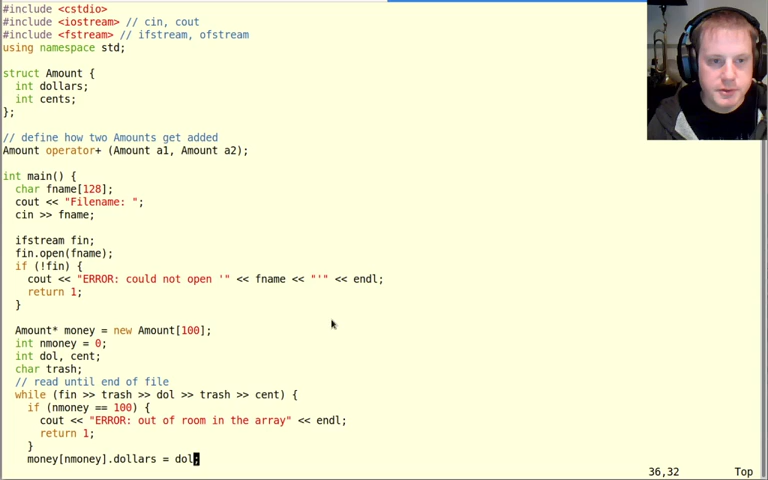 #include <cstdio>
#include <iostream> // cin, cout
#include <fstream> // ifstream, ofstream
using namespace std;

struct Amount {
  int dollars;
  int cents;
};

// define how two Amounts get added
Amount operator+ (Amount a1, Amount a2);

int main() {
  char fname[128];
  cout << "Filename: ";
  cin >> fname;

  ifstream fin;
  fin.open(fname);
  if (!fin) {
    cout << "ERROR: could not open '" << fname << "'" << endl;
    return 1;
  }

  Amount* money = new Amount[100];
  int nmoney = 0;
  int dol, cent;
  char trash;
  // read until end of file
  while (fin >> trash >> dol >> trash >> cent) {
    if (nmoney == 100) {
      cout << "ERROR: out of room in the array" << endl;
      return 1;
    }
    money[nmoney].dollars = dol;
36,32 Top